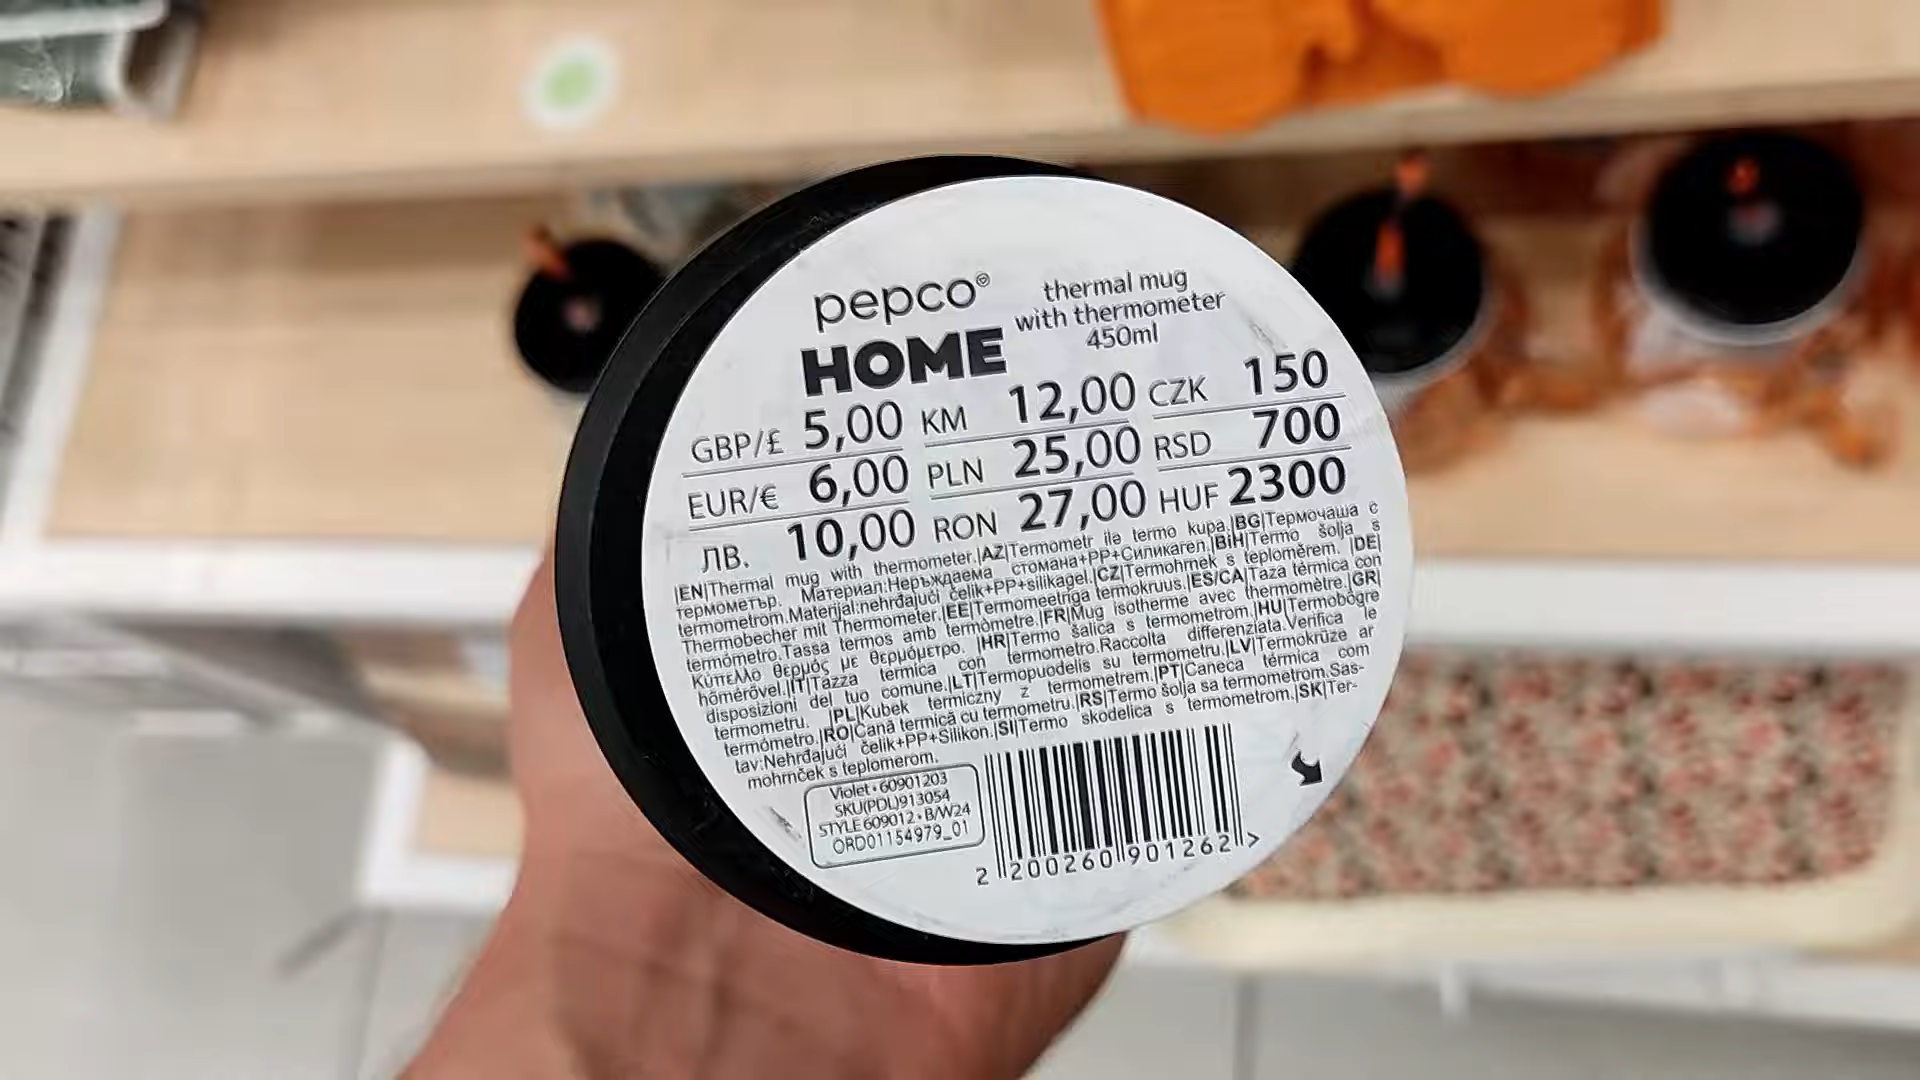 pepco®
HOME
thermal mug
with thermometer
450ml
GBP/£ 5,00 KM 12,00 CZK 150
EUR/€ 6,00 PLN 25,00 RSD 700
ЛВ. 10,00 RON 27,00 HUF 2300
|EN|Thermal mug with thermometer.|AZ|Termometr ilə termo kupa.|BG|Термочаша с
термометър. Материал:Неръждаема стомана+PP+Силикаген.|BiH|Termo šolja s
termometrom.Materijal:nehrđajući čelik+PP+silikagel.|CZ|Termohrnek s teploměrem. |DE|
Thermobecher mit Thermometer.|EE|Termomeetriga termokruus.|ES/CA|Taza térmica con
termómetro.Tassa termos amb termòmetre.|FR|Mug isotherme avec thermomètre.|GR|
Κύπελλο θερμός με θερμόμετρο. |HR|Termo šalica s termometrom.|HU|Termobögre
hőmérővel.|IT|Tazza termica con termometro.Raccolta differenziata.Verifica le
disposizioni del tuo comune.|LT|Termopuodelis su termometru.|LV|Termokrūze ar
termometru. |PL|Kubek termiczny z termometrem.|PT|Caneca térmica com
termómetro.|RO|Cană termică cu termometru.|RS|Termo šolja sa termometrom.Sas-
tav:Nehrđajući čelik+PP+Silikon.|SI|Termo skodelica s termometrom.|SK|Ter-
mohrnček s teplomerom.
Violet • 60901203
SKU(PDL)913054
STYLE 609012 • B/W24
ORD01154979_01
2 200260 901262 >